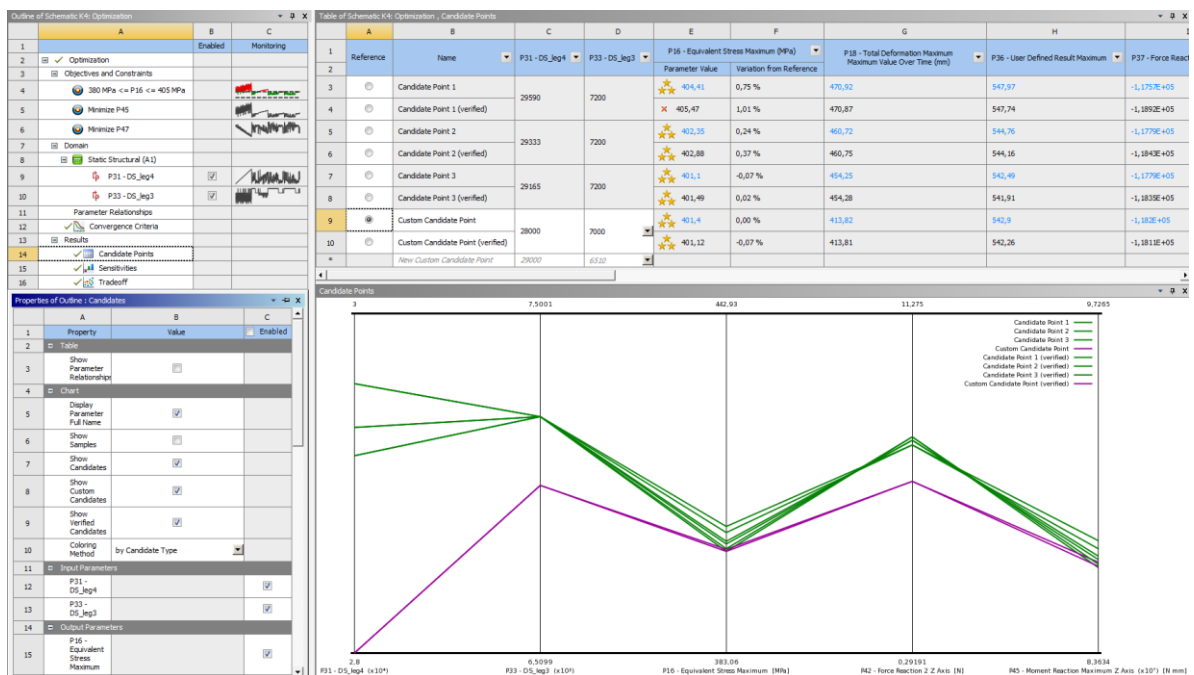 Outline of Schematic K4: Optimization
A B C
1 Enabled Monitoring
2 Optimization
3 Objectives and Constraints
4 380 MPa <= P16 <= 405 MPa
5 Minimize P45
6 Minimize P47
7 Domain
8 Static Structural (A1)
9 P31 - DS_leg4
10 P33 - DS_leg3
11 Parameter Relationships
12 Convergence Criteria
13 Results
14 Candidate Points
15 Sensitivities
16 Tradeoff
Properties of Outline : Candidates
A B C
1 Property Value Enabled
2 Table
3 Show Parameter Relationships
4 Chart
5 Display Parameter Full Name
6 Show Samples
7 Show Candidates
8 Show Custom Candidates
9 Show Verified Candidates
10 Coloring Method by Candidate Type
11 Input Parameters
12 P31 - DS_leg4
13 P33 - DS_leg3
14 Output Parameters
15 P16 - Equivalent Stress Maximum
Table of Schematic K4: Optimization , Candidate Points
A B C D E F G H I
1 Reference Name P31 - DS_leg4 P33 - DS_leg3 P16 - Equivalent Stress Maximum (MPa) P18 - Total Deformation Maximum Maximum Value Over Time (mm) P36 - User Defined Result Maximum P37 - Force Reac
2 Parameter Value Variation from Reference
3 Candidate Point 1 29590 7200 404,41 0,75 % 470,92 547,97 -1,1757E+05
4 Candidate Point 1 (verified) 405,47 1,01 % 470,87 547,74 -1,1892E+05
5 Candidate Point 2 29333 7200 402,35 0,24 % 460,72 544,76 -1,1779E+05
6 Candidate Point 2 (verified) 402,88 0,37 % 460,75 544,16 -1,1843E+05
7 Candidate Point 3 29165 7200 401,1 -0,07 % 454,25 542,49 -1,1779E+05
8 Candidate Point 3 (verified) 401,49 0,02 % 454,28 541,91 -1,1835E+05
9 Custom Candidate Point 28000 7000 401,4 0,00 % 413,82 542,9 -1,182E+05
10 Custom Candidate Point (verified) 401,12 -0,07 % 413,81 542,26 -1,1811E+05
* New Custom Candidate Point 29000 6510
Candidate Points
3 7,5001 442,93 11,275 9,7265
Candidate Point 1
Candidate Point 2
Candidate Point 3
Custom Candidate Point
Candidate Point 1 (verified)
Candidate Point 2 (verified)
Candidate Point 3 (verified)
Custom Candidate Point (verified)
2,8 6,5099 383,06 0,29191 8,3634
P31 - DS_leg4 (x10⁴) P33 - DS_leg3 (x10³) P16 - Equivalent Stress Maximum [MPa] P42 - Force Reaction 2 Z Axis [N] P45 - Moment Reaction Maximum Z Axis (x10⁷) [N mm]